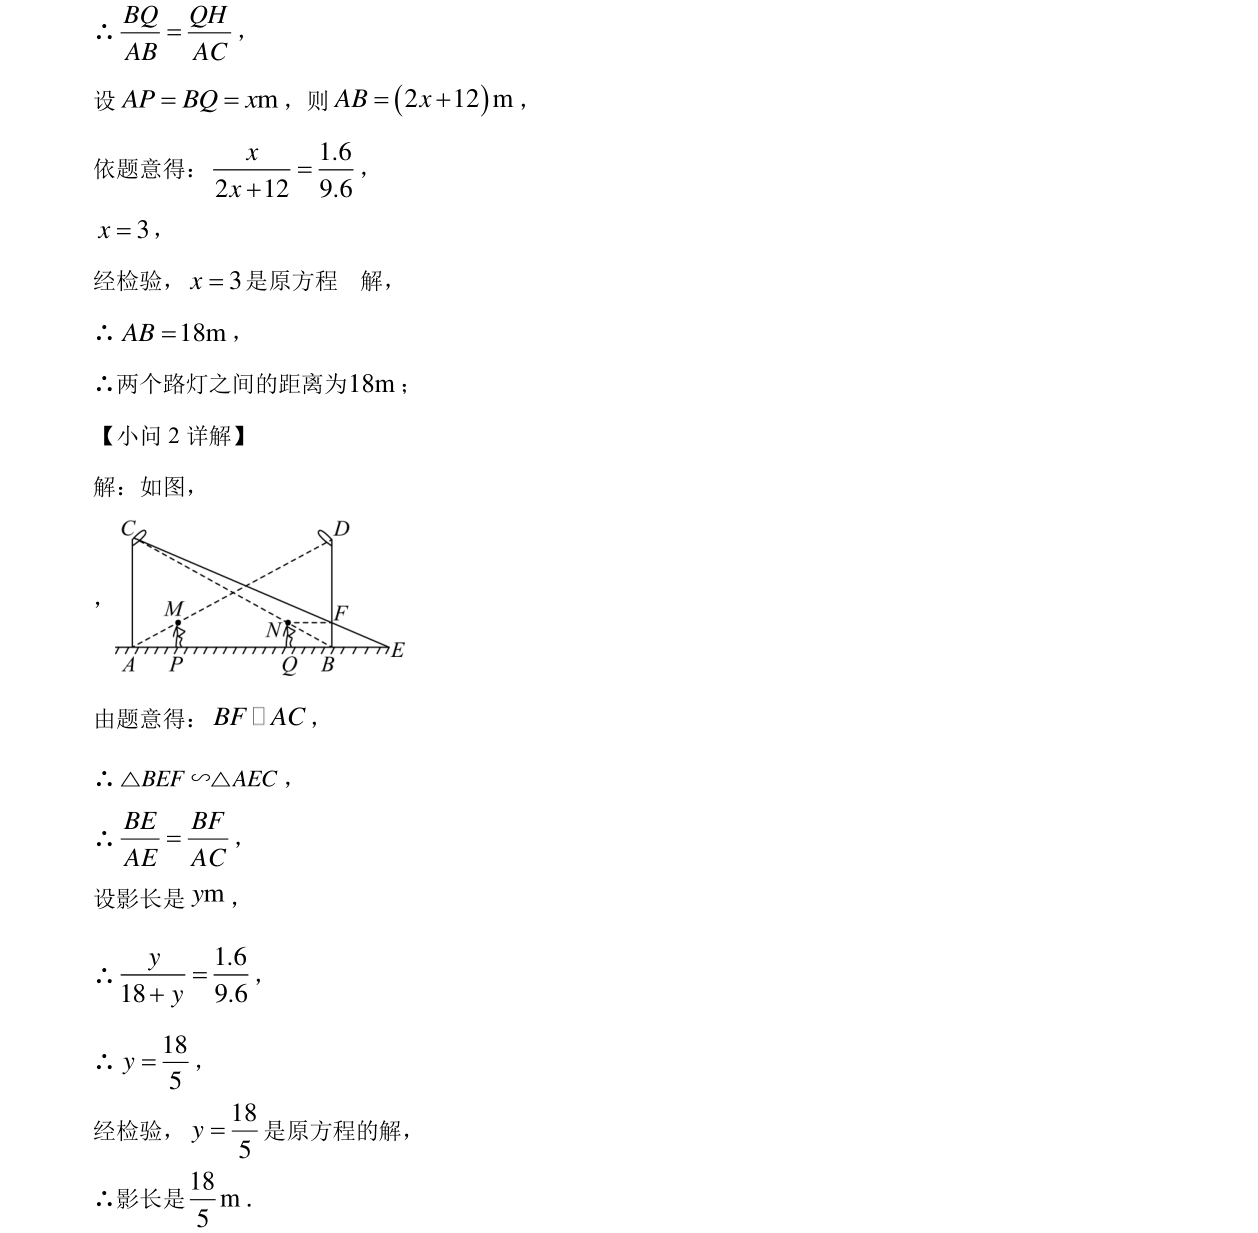 ∴ BQ/AB = QH/AC，
设 AP = BQ = xm，则 AB = (2x+12)m，
依题意得：x/(2x+12) = 1.6/9.6，
x = 3，
经检验，x = 3是原方程 解，
∴ AB = 18m，
∴两个路灯之间的距离为18m；
【小问 2 详解】
解：如图，
C D
， M F
N
A P Q B E
由题意得：BF□AC，
∴ △BEF∽△AEC，
∴ BE/AE = BF/AC，
设影长是 ym，
∴ y/(18+y) = 1.6/9.6，
∴ y = 18/5，
经检验，y = 18/5 是原方程的解，
∴影长是 18/5 m．